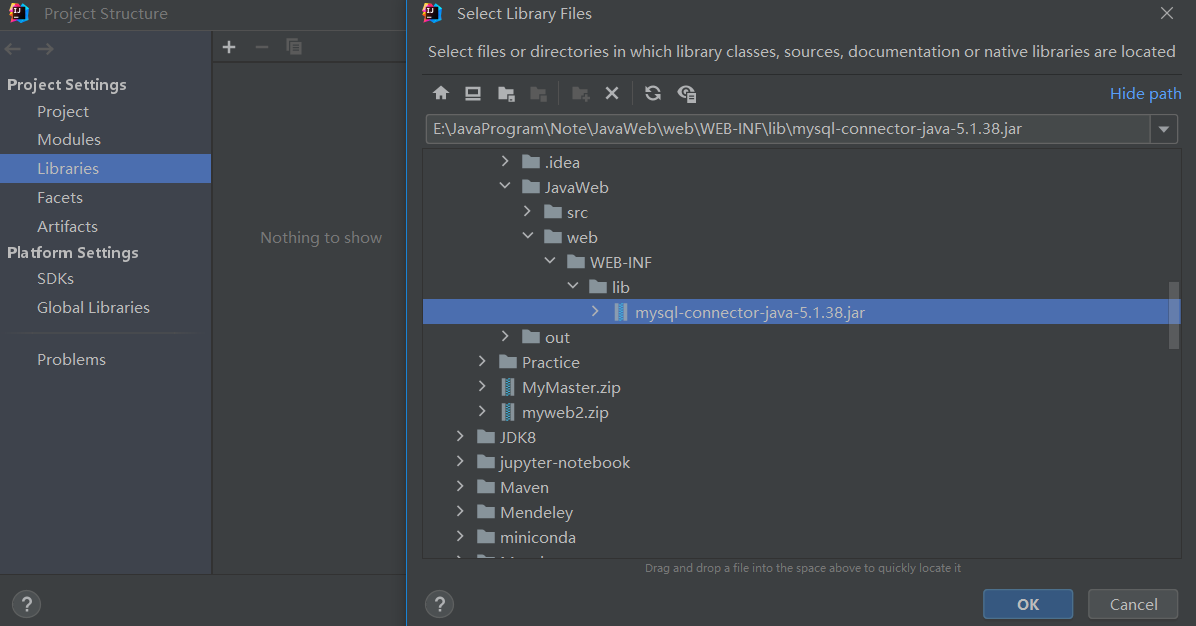 Project Structure
Project Settings
Project
Modules
Libraries
Facets
Artifacts
Platform Settings
SDKs
Global Libraries
Problems
Nothing to show
Select Library Files
Select files or directories in which library classes, sources, documentation or native libraries are located
Hide path
E:\JavaProgram\Note\JavaWeb\web\WEB-INF\lib\mysql-connector-java-5.1.38.jar
.idea
JavaWeb
src
web
WEB-INF
lib
mysql-connector-java-5.1.38.jar
out
Practice
MyMaster.zip
myweb2.zip
JDK8
jupyter-notebook
Maven
Mendeley
miniconda
Drag and drop a file into the space above to quickly locate it
?
?
OK
Cancel